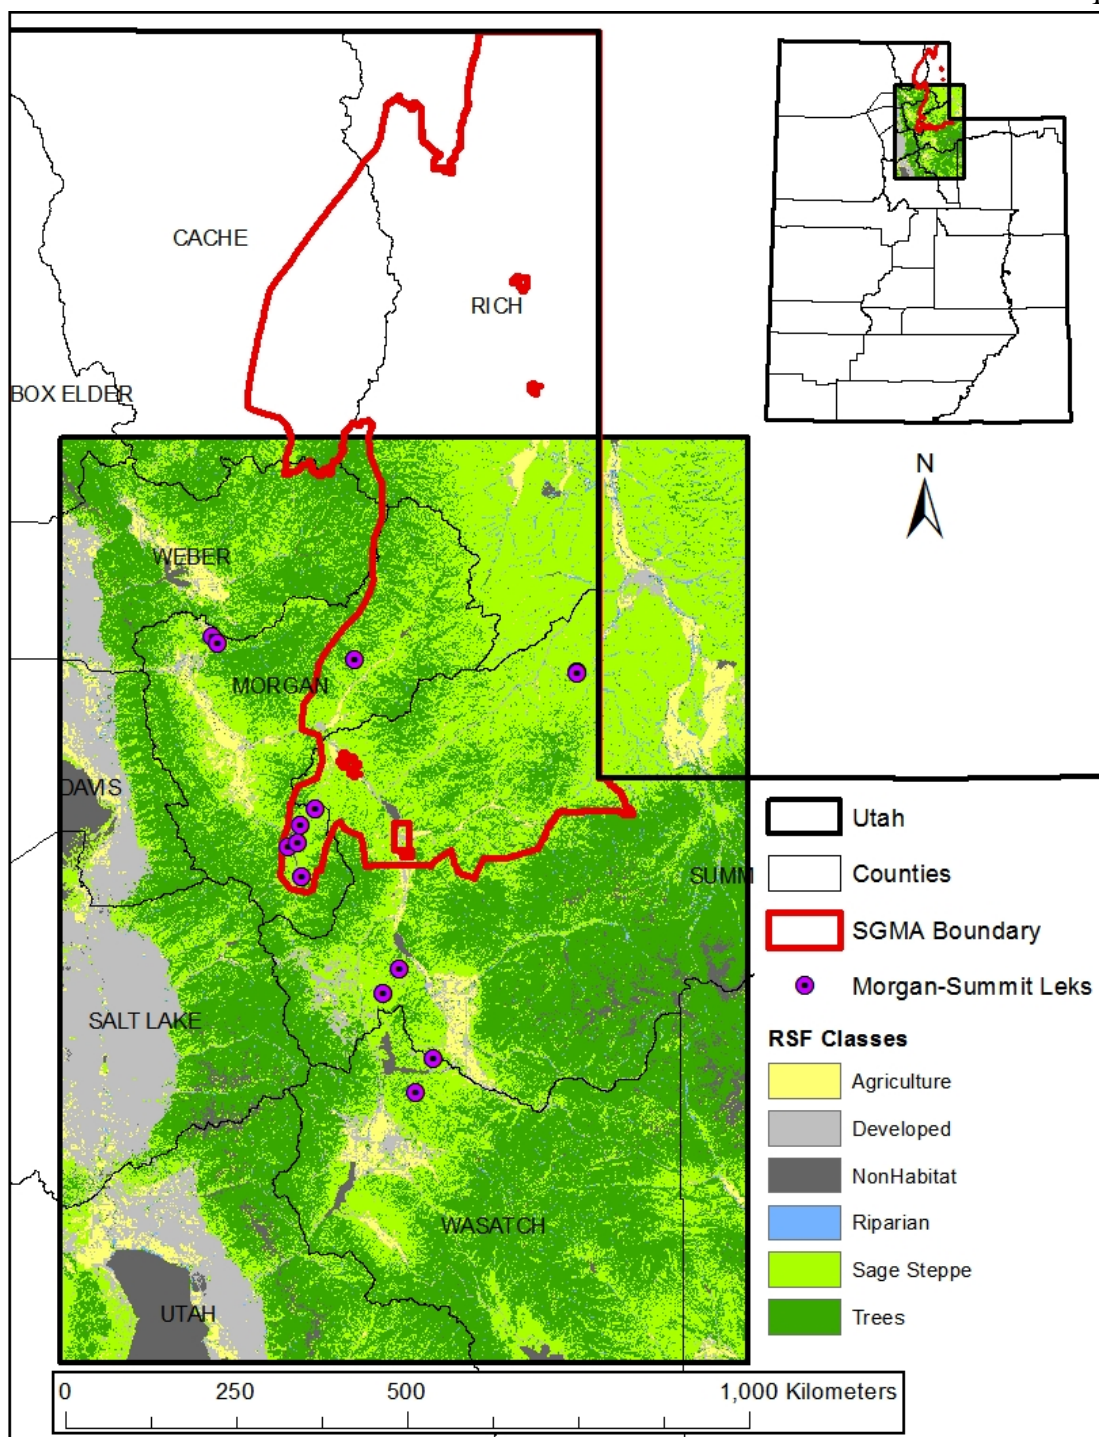 CACHE
RICH
BOX ELDER
N
WEBER
MORGAN
DAVIS
SUMM
SALT LAKE
WASATCH
UTAH
Utah
Counties
SGMA Boundary
Morgan-Summit Leks
RSF Classes
Agriculture
Developed
NonHabitat
Riparian
Sage Steppe
Trees
0 250 500 1,000 Kilometers